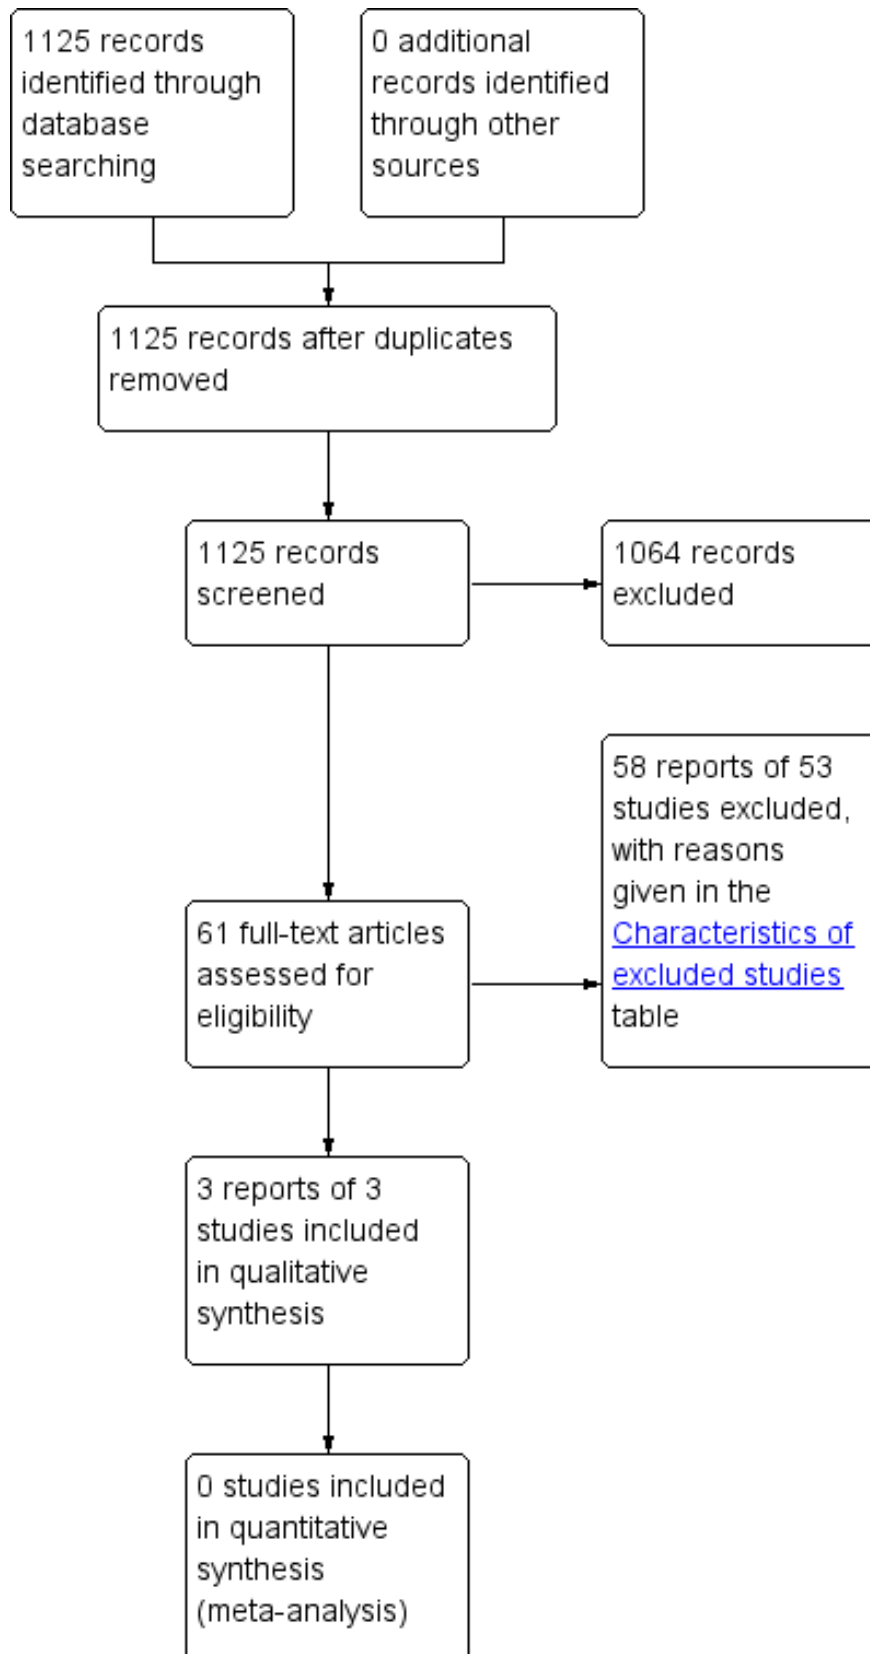 1125 records
identified through
database
searching
0 additional
records identified
through other
sources
1125 records after duplicates
removed
1125 records
screened
1064 records
excluded
58 reports of 53
studies excluded,
with reasons
given in the
Characteristics of
excluded studies
table
61 full-text articles
assessed for
eligibility
3 reports of 3
studies included
in qualitative
synthesis
0 studies included
in quantitative
synthesis
(meta-analysis)